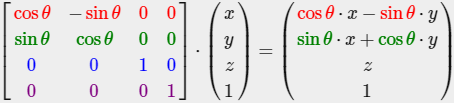 [ cos θ  − sin θ  0  0 ]   ( x )   ( cos θ · x − sin θ · y )
[ sin θ  cos θ  0  0 ] · ( y ) = ( sin θ · x + cos θ · y )
[ 0  0  1  0 ]   ( z )   ( z )
[ 0  0  0  1 ]   ( 1 )   ( 1 )